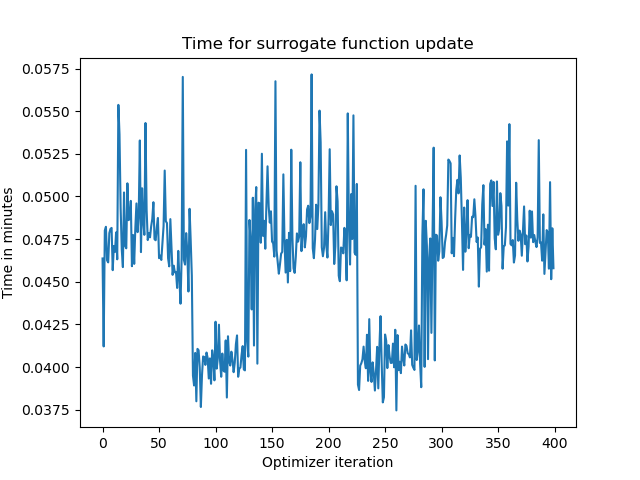 Time for surrogate function update
Time in minutes
0.0575
0.0550
0.0525
0.0500
0.0475
0.0450
0.0425
0.0400
0.0375
0 50 100 150 200 250 300 350 400
Optimizer iteration